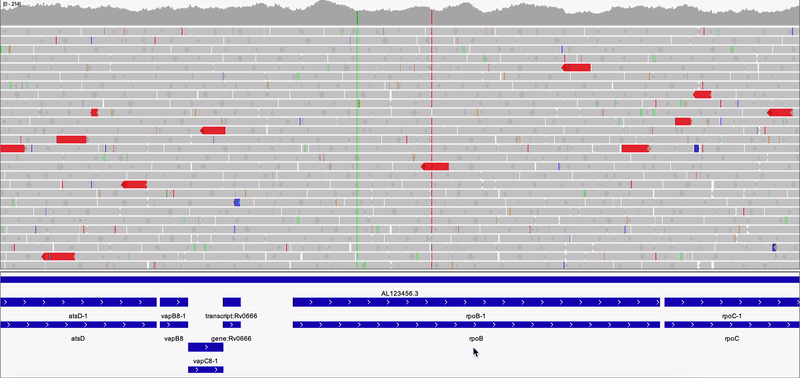 [0 - 214]
AL123456.3
atsD-1 vapB8-1 transcript:Rv0666 rpoB-1 rpoC-1
atsD vapB8 gene:Rv0666 rpoB rpoC
vapC8-1